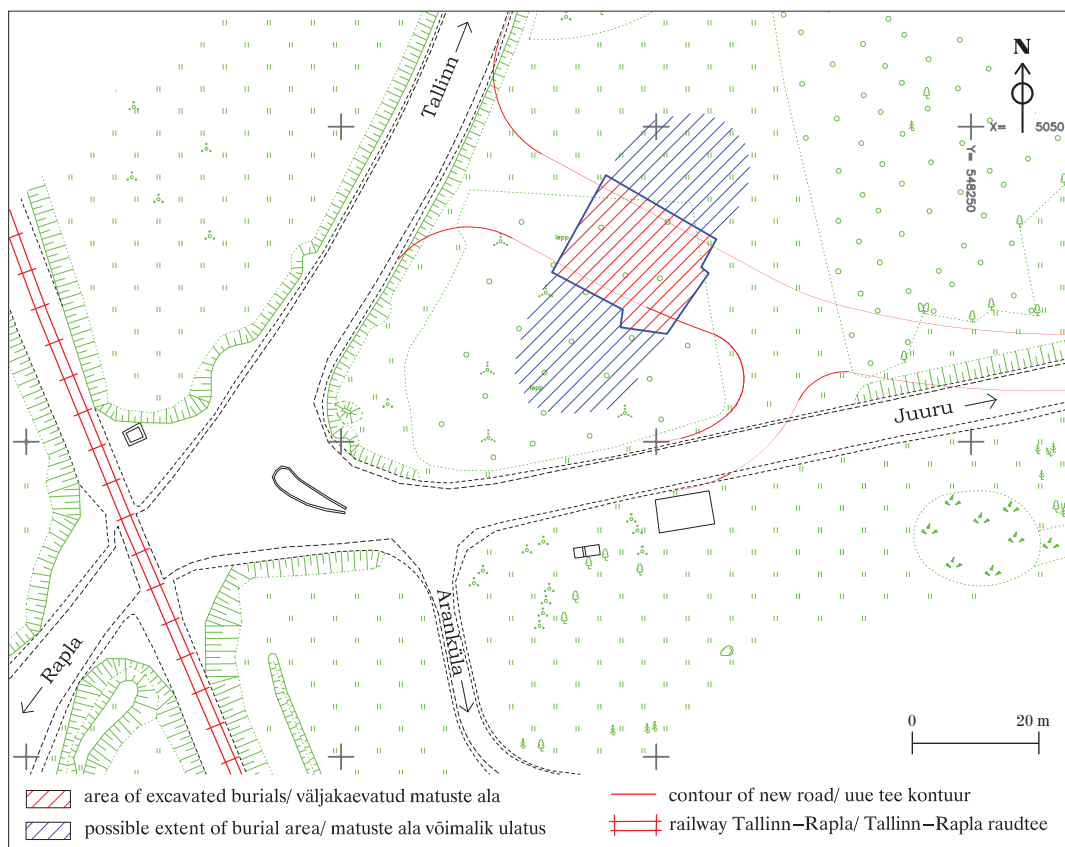 Tallinn
N
X= 5050
Y= 548250
lepp
lepp
Juuru
Rapla
Aranküla
0 20 m
area of excavated burials/ väljakaevatud matuste ala
contour of new road/ uue tee kontuur
possible extent of burial area/ matuste ala võimalik ulatus
railway Tallinn–Rapla/ Tallinn–Rapla raudtee